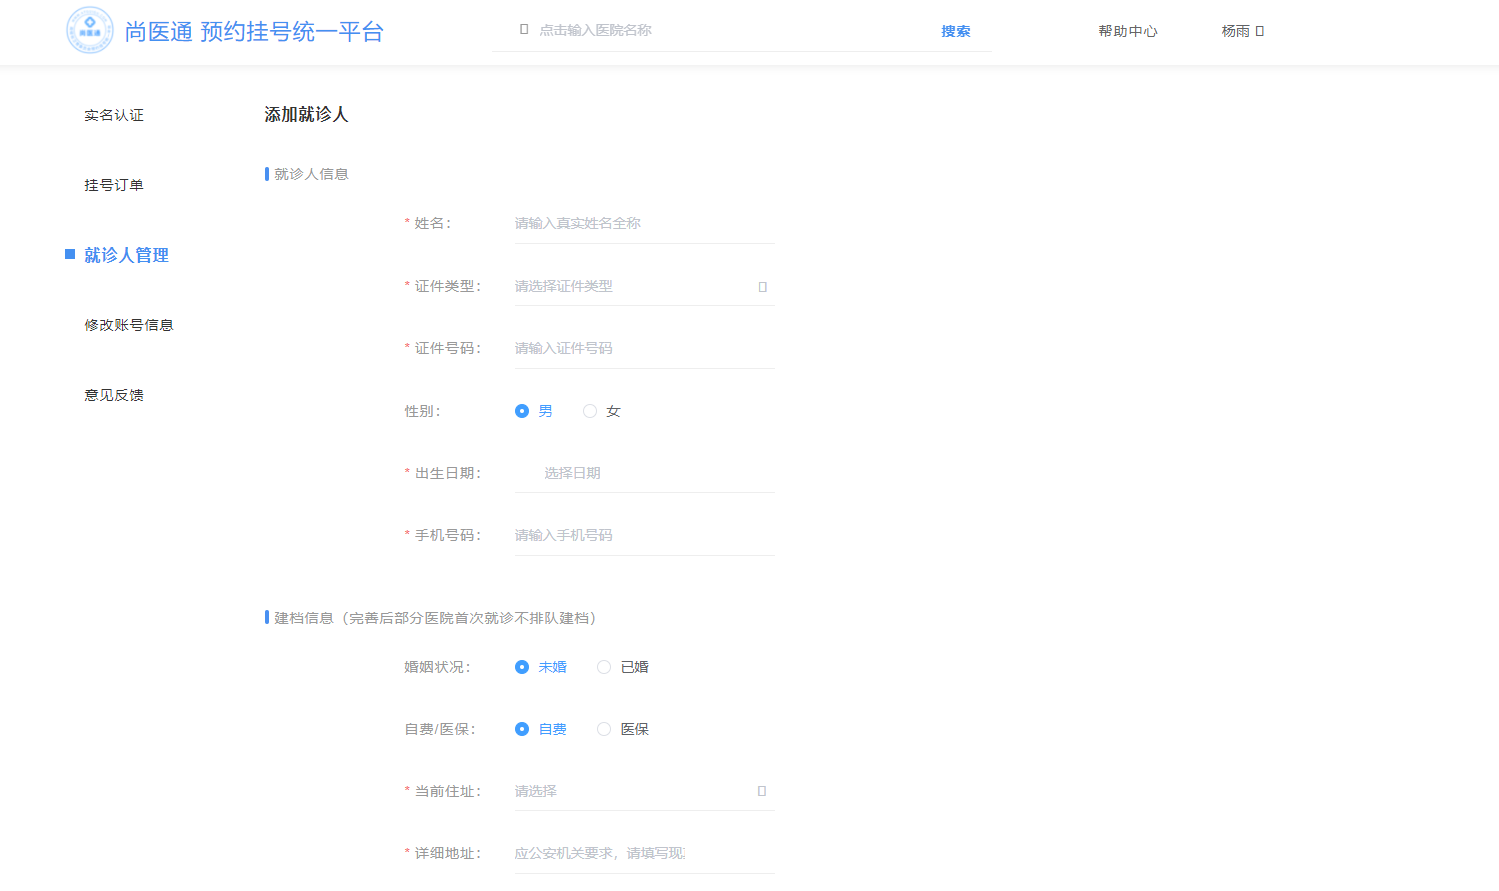 尚医通 预约挂号统一平台
点击输入医院名称
搜索
帮助中心
杨雨
实名认证
挂号订单
就诊人管理
修改账号信息
意见反馈
添加就诊人
就诊人信息
* 姓名：
请输入真实姓名全称
* 证件类型：
请选择证件类型
* 证件号码：
请输入证件号码
性别：
男
女
* 出生日期：
选择日期
* 手机号码：
请输入手机号码
建档信息（完善后部分医院首次就诊不排队建档）
婚姻状况：
未婚
已婚
自费/医保：
自费
医保
* 当前住址：
请选择
* 详细地址：
应公安机关要求，请填写现